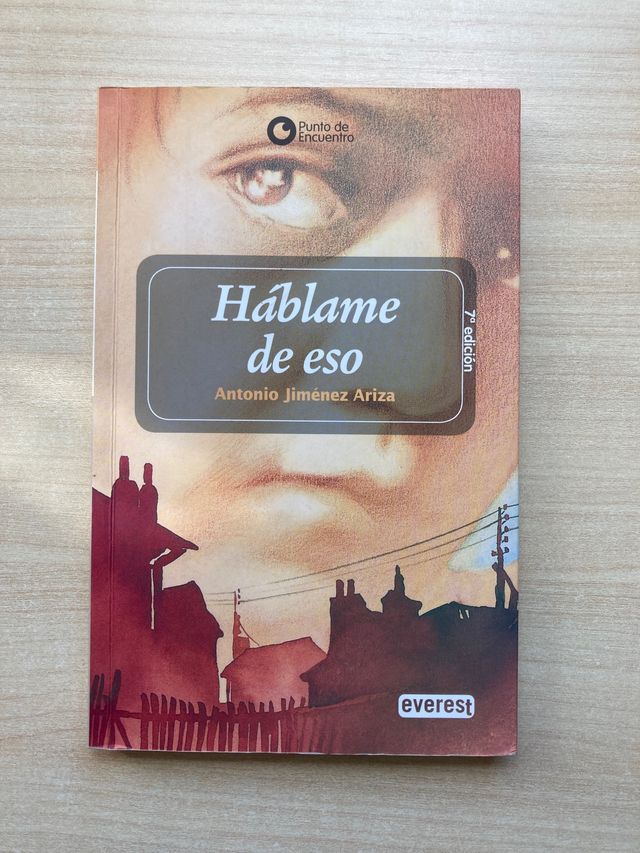 Punto de
Encuentro
Háblame
de eso
Antonio Jiménez Ariza
7ª edición
everest